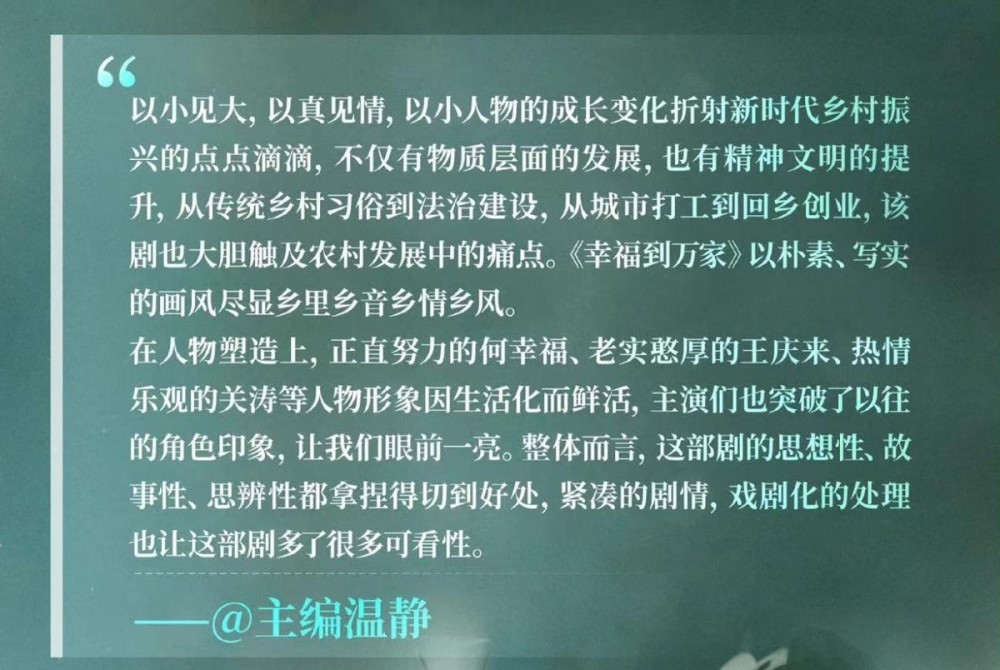 “
以小见大, 以真见情, 以小人物的成长变化折射新时代乡村振
兴的点点滴滴, 不仅有物质层面的发展, 也有精神文明的提
升, 从传统乡村习俗到法治建设, 从城市打工到回乡创业, 该
剧也大胆触及农村发展中的痛点。《幸福到万家》以朴素、写实
的画风尽显乡里乡音乡情乡风。
在人物塑造上, 正直努力的何幸福、老实憨厚的王庆来、热情
乐观的关涛等人物形象因生活化而鲜活, 主演们也突破了以往
的角色印象, 让我们眼前一亮。整体而言, 这部剧的思想性、故
事性、思辨性都拿捏得切到好处, 紧凑的剧情, 戏剧化的处理
也让这部剧多了很多可看性。
——@主编温静